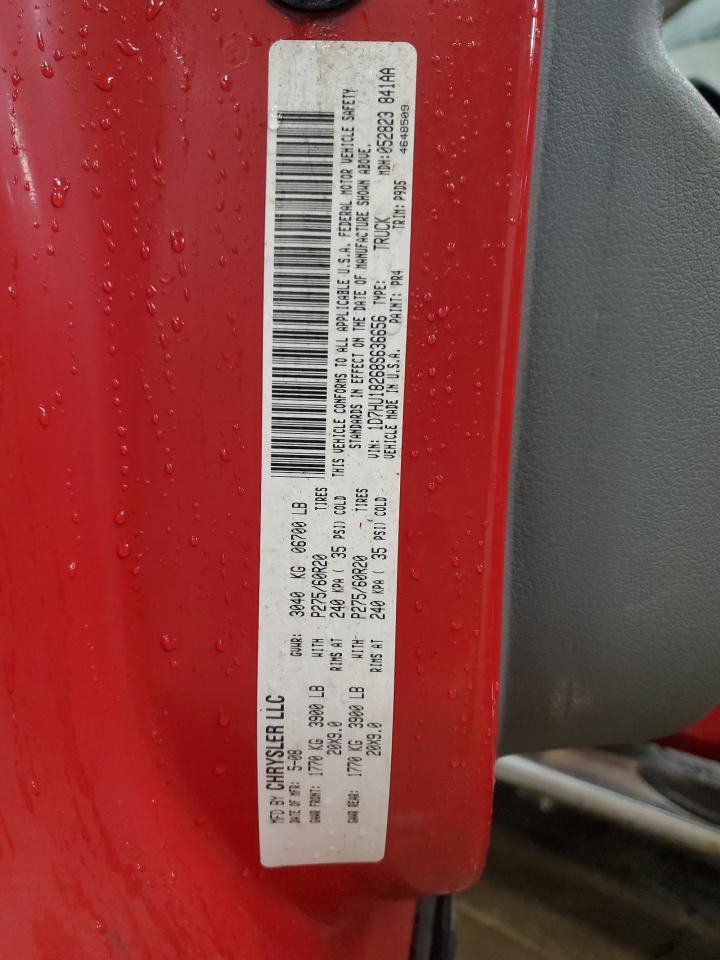 MFD BY CHRYSLER LLC
DATE OF MFR: 5-08 GVWR: 3040 KG 06700 LB
GAWR FRONT: 1770 KG 3900 LB WITH P275/60R20 TIRES
20X9.0 RIMS AT 240 KPA ( 35 PSI) COLD
GAWR REAR: 1770 KG 3900 LB WITH P275/60R20 TIRES
20X9.0 RIMS AT 240 KPA ( 35 PSI) COLD
THIS VEHICLE CONFORMS TO ALL APPLICABLE U.S.A. FEDERAL MOTOR VEHICLE SAFETY
STANDARDS IN EFFECT ON THE DATE OF MANUFACTURE SHOWN ABOVE.
VIN: 1D7HU18268S636656 TYPE: TRUCK MDH:052823 841AA
VEHICLE MADE IN U.S.A. PAINT: PR4 TRIM: P9D5 4648509